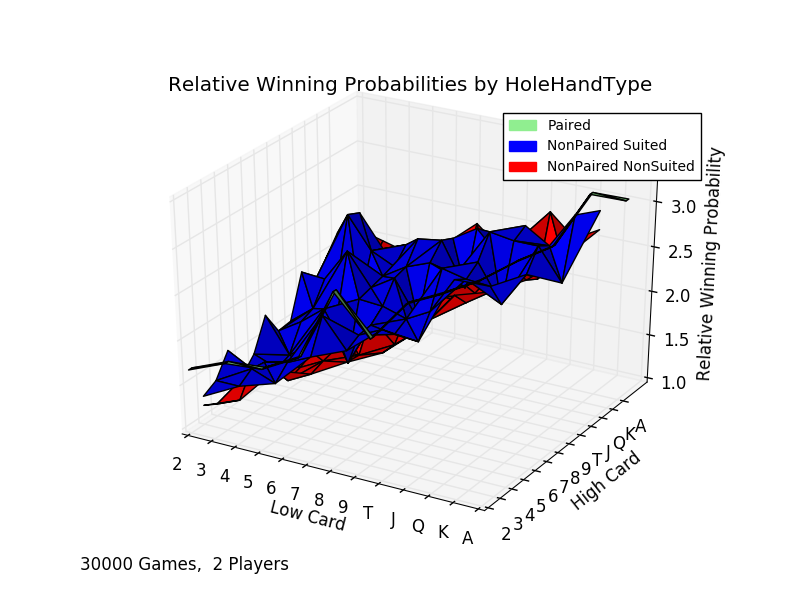 Relative Winning Probabilities by HoleHandType
Paired
NonPaired Suited
NonPaired NonSuited
3.0
2.5
2.0
1.5
1.0
Relative Winning Probability
2 3 4 5 6 7 8 9 T J Q K A
Low Card
2 3 4 5 6 7 8 9 T J Q K A
High Card
30000 Games,  2 Players